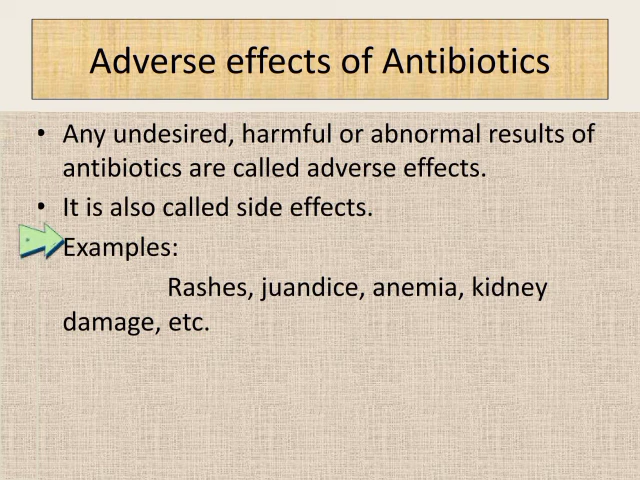 Adverse effects of Antibiotics
• Any undesired, harmful or abnormal results of
antibiotics are called adverse effects.
• It is also called side effects.
Examples:
Rashes, juandice, anemia, kidney
damage, etc.